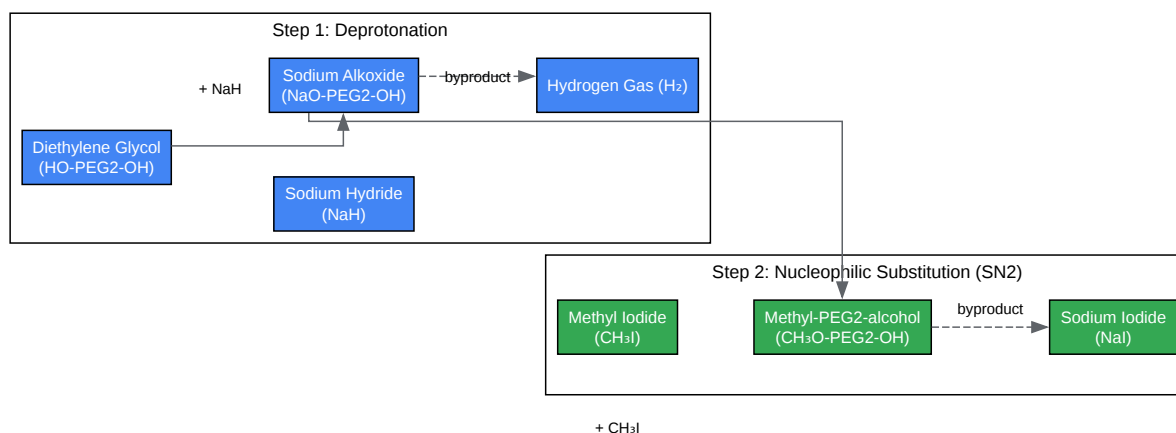 Step 1: Deprotonation
Sodium Alkoxide
(NaO-PEG2-OH)
byproduct
Hydrogen Gas (H₂)
+ NaH
Diethylene Glycol
(HO-PEG2-OH)
Sodium Hydride
(NaH)
Step 2: Nucleophilic Substitution (SN2)
Methyl Iodide
(CH₃I)
Methyl-PEG2-alcohol
(CH₃O-PEG2-OH)
byproduct
Sodium Iodide
(NaI)
+ CH₃I